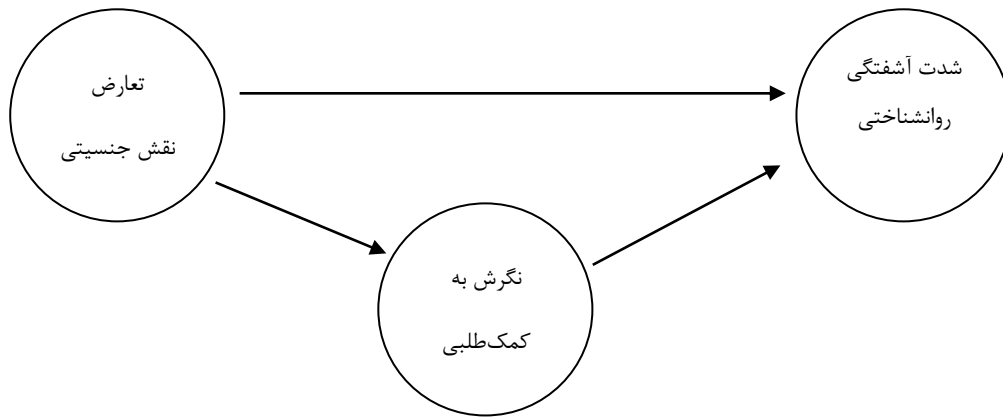 تعارض
نقش جنسیتی
شدت آشفتگی
روانشناختی
نگرش به
کمک‌طلبی